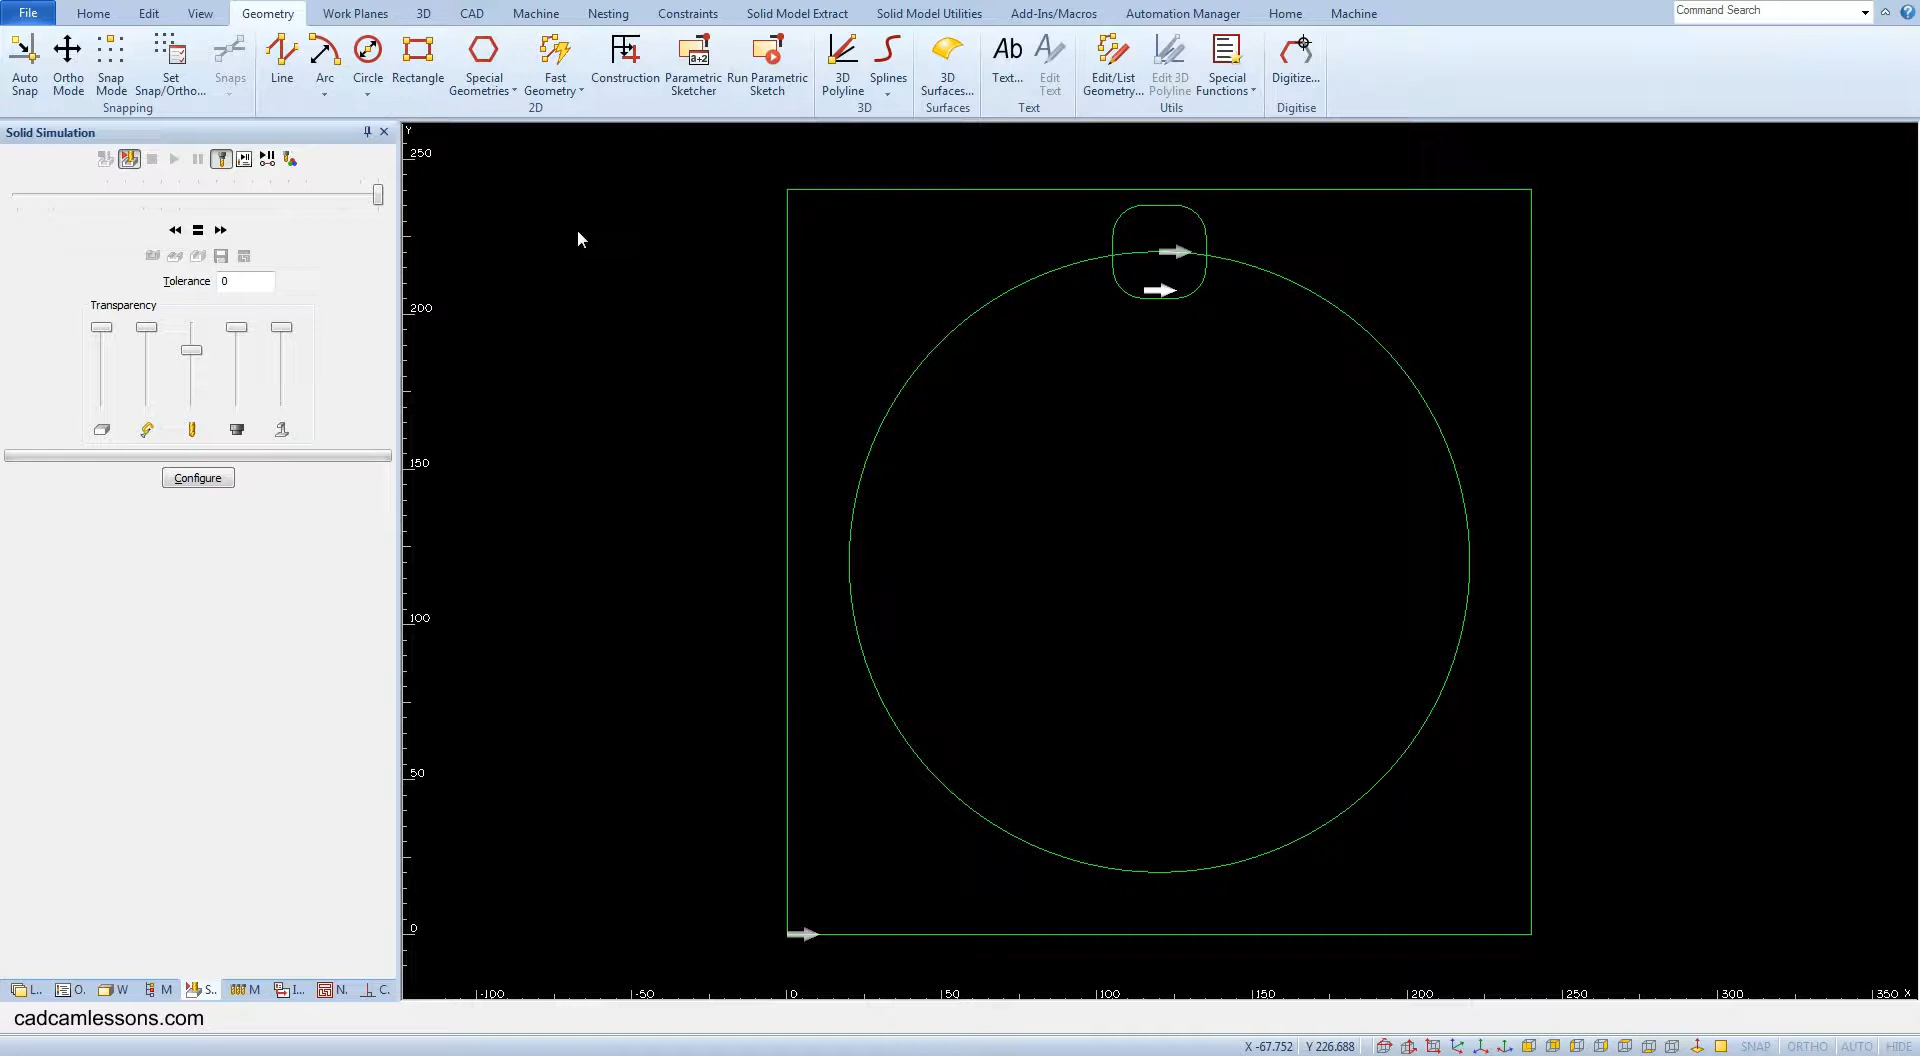 File Home Edit View Geometry Work Planes 3D CAD Machine Nesting Constraints Solid Model Extract Solid Model Utilities Add-Ins/Macros Automation Manager Home Machine Command Search
Auto Snap
Ortho Mode
Snap Mode
Set Snap/Ortho...
Snaps
Line
Arc
Circle
Rectangle
Special Geometries
Fast Geometry
Construction
a+2
Parametric Sketcher
Run Parametric Sketch
3D Polyline
Splines
3D Surfaces...
Ab
Text...
Edit Text
Edit/List Geometry...
Edit 3D Polyline
Special Functions
Digitize...
Snapping 2D 3D Surfaces Text Utils Digitise
Solid Simulation
Tolerance 0
Transparency
Configure
L.. O. W M S.. M I... N. C.
Y
250
200
150
100
50
0
-100 -50 0 50 100 150 200 250 300 350 X
cadcamlessons.com
X -67.752 Y 226.688 SNAP ORTHO AUTO HIDE